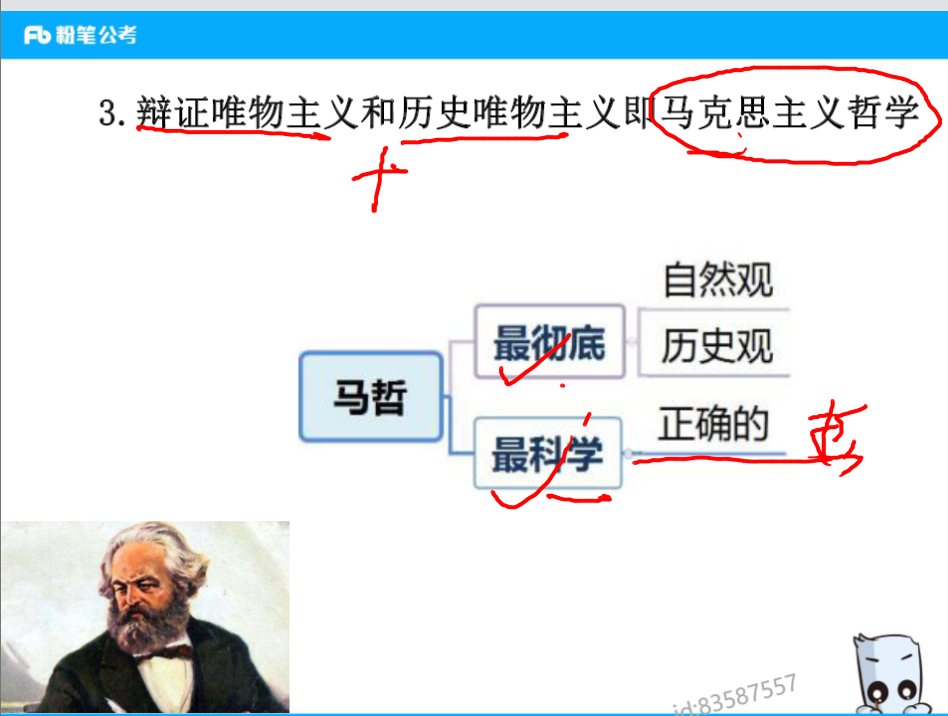 粉笔公考
3.辩证唯物主义和历史唯物主义即马克思主义哲学
自然观
最彻底
历史观
马哲
正确的
最科学
id:83587557